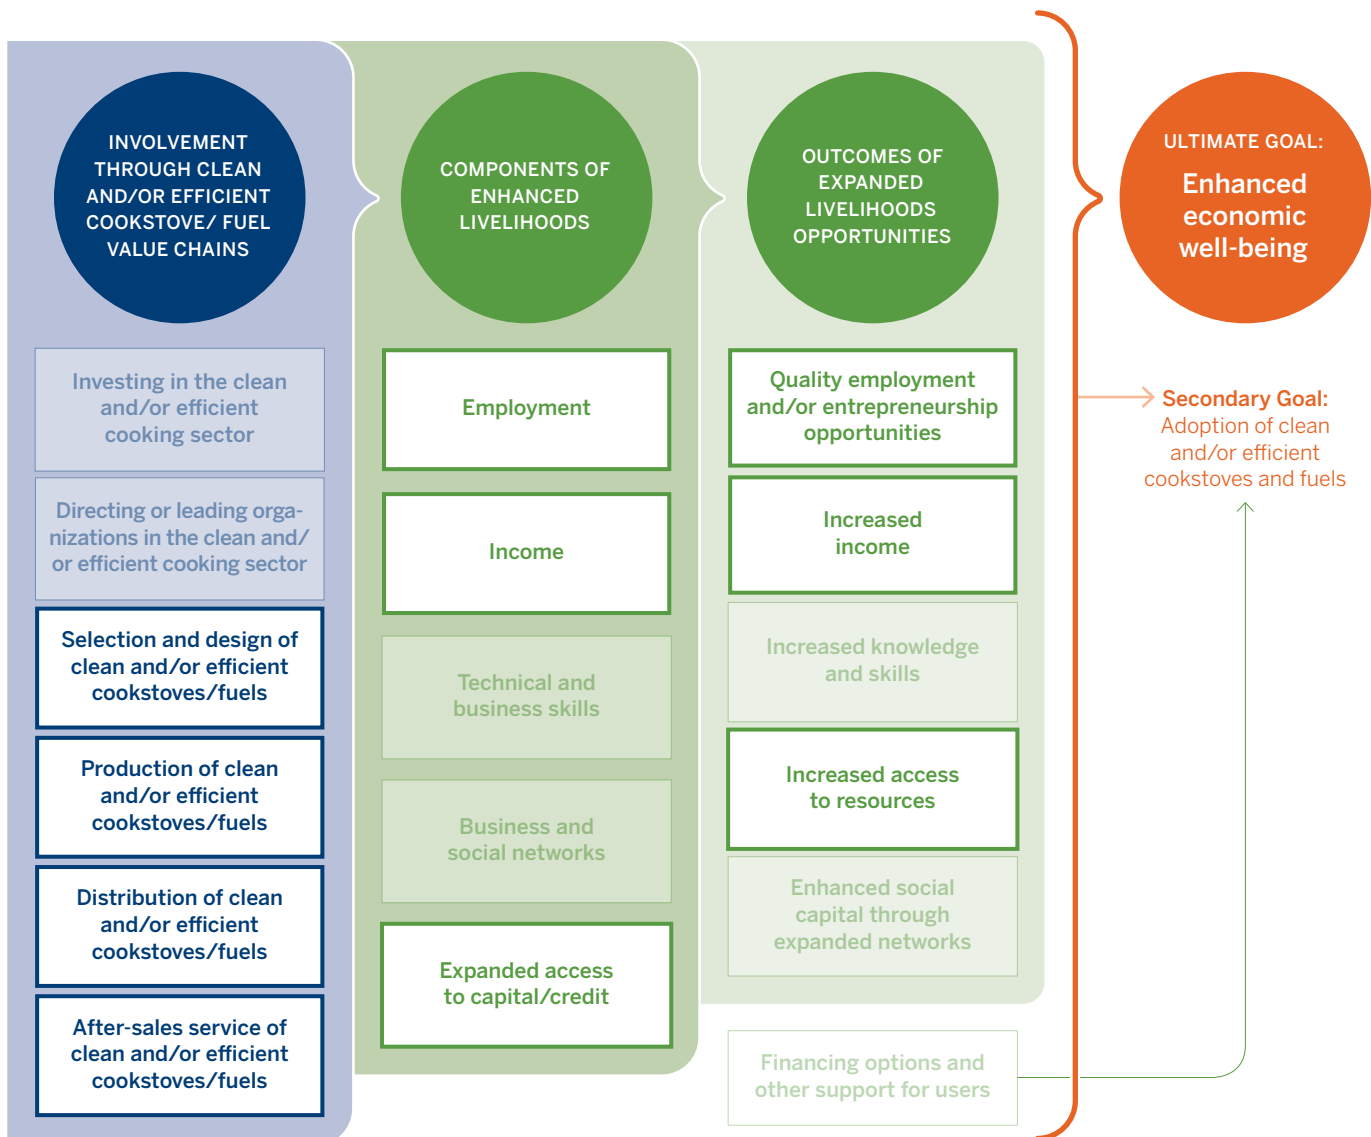 INVOLVEMENT
THROUGH CLEAN
AND/OR EFFICIENT
COOKSTOVE/ FUEL
VALUE CHAINS
Investing in the clean
and/or efficient
cooking sector
Directing or leading orga-
nizations in the clean and/
or efficient cooking sector
Selection and design of
clean and/or efficient
cookstoves/fuels
Production of clean
and/or efficient
cookstoves/fuels
Distribution of clean
and/or efficient
cookstoves/fuels
After-sales service of
clean and/or efficient
cookstoves/fuels
COMPONENTS OF
ENHANCED
LIVELIHOODS
Employment
Income
Technical and
business skills
Business and
social networks
Expanded access
to capital/credit
OUTCOMES OF
EXPANDED
LIVELIHOODS
OPPORTUNITIES
Quality employment
and/or entrepreneurship
opportunities
Increased
income
Increased knowledge
and skills
Increased access
to resources
Enhanced social
capital through
expanded networks
Financing options and
other support for users
ULTIMATE GOAL:
Enhanced
economic
well-being
Secondary Goal:
Adoption of clean
and/or efficient
cookstoves and fuels